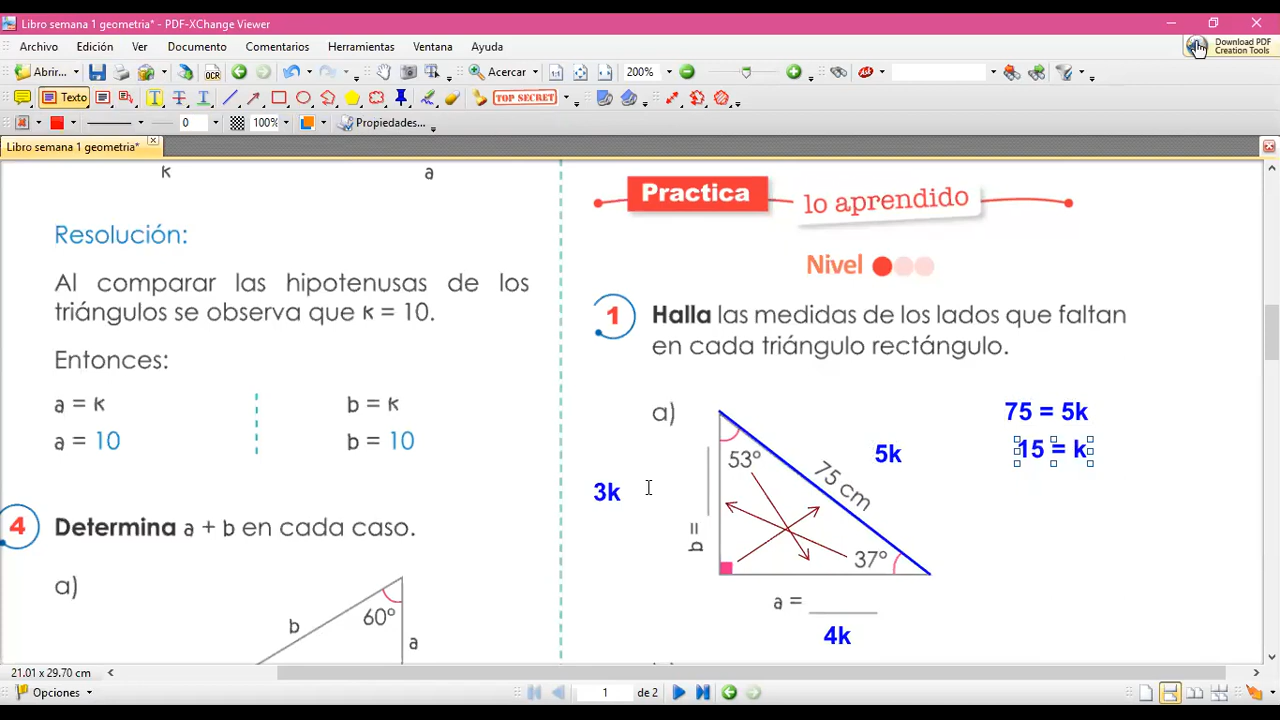 Libro semana 1 geometria* - PDF-XChange Viewer
Archivo Edición Ver Documento Comentarios Herramientas Ventana Ayuda
Download PDF
Creation Tools
Abrir... OCR Acercar 200%
Texto TOP SECRET
0 100% Propiedades...
Libro semana 1 geometria*
k a
Resolución:
Al comparar las hipotenusas de los
triángulos se observa que k = 10.
Entonces:
a = k b = k
a = 10 b = 10
4 Determina a + b en cada caso.
a)
60°
b
a
Practica lo aprendido
Nivel
1 Halla las medidas de los lados que faltan
en cada triángulo rectángulo.
a)
75 = 5k
15 = k
5k
53°
75 cm
3k
b =
37°
a =
4k
21.01 x 29.70 cm
Opciones 1 de 2